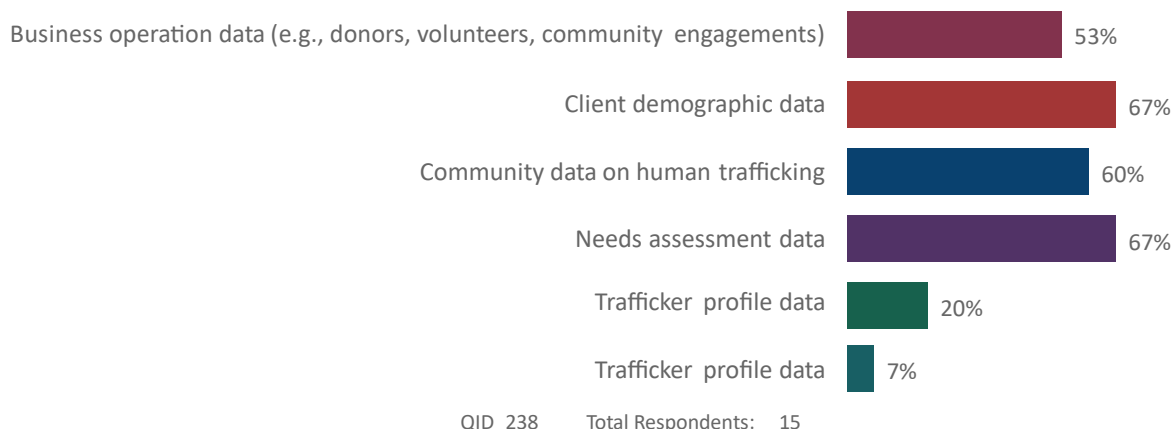 Business operation data (e.g., donors, volunteers, community engagements) 53%
Client demographic data 67%
Community data on human trafficking 60%
Needs assessment data 67%
Trafficker profile data 20%
Trafficker profile data 7%
QID 238 Total Respondents: 15